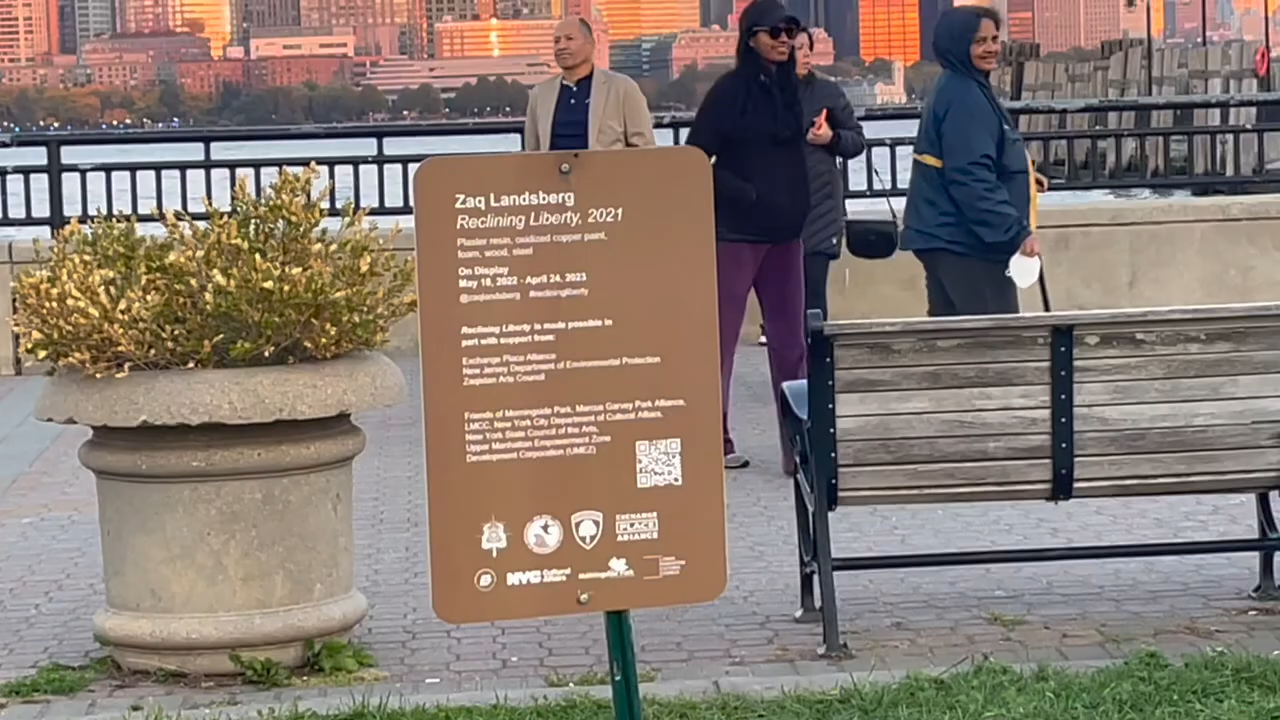 Zaq Landsberg
Reclining Liberty, 2021
Plaster resin, oxidized copper paint,
foam, wood, steel
On Display
May 18, 2022 - April 24, 2023
@zaqlandsberg #recliningliberty
Reclining Liberty is made possible in
part with support from:
Exchange Place Alliance
New Jersey Department of Environmental Protection
Zaqistan Arts Council
Friends of Morningside Park, Marcus Garvey Park Alliance,
LMCC, New York City Department of Cultural Affairs,
New York State Council of the Arts,
Upper Manhattan Empowerment Zone
Development Corporation (UMEZ)
EXCHANGE
PLACE
ALLIANCE
NYC Cultural
Affairs
Morningside Park